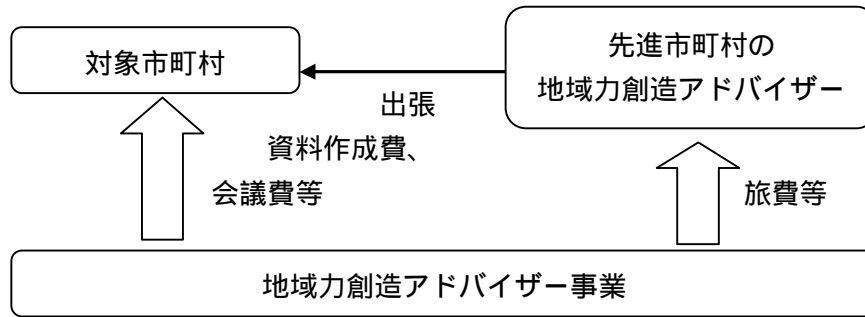 対象市町村
先進市町村の
地域力創造アドバイザー
出張
資料作成費、
会議費等
旅費等
地域力創造アドバイザー事業